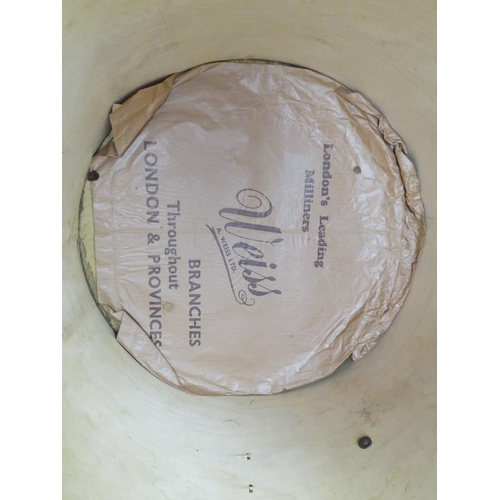 London's Leading
Milliners
Weiss
A. WEISS LTD.
BRANCHES
Throughout
LONDON & PROVINCES